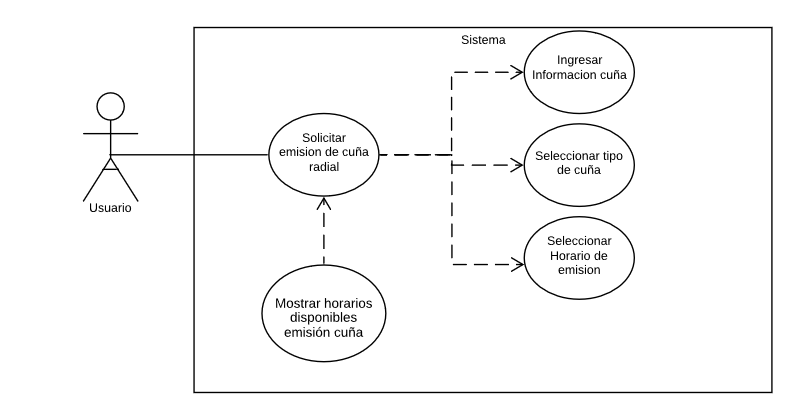 Sistema
Ingresar
Informacion cuña
Solicitar
emision de cuña
radial
Seleccionar tipo
de cuña
Usuario
Seleccionar
Horario de
emision
Mostrar horarios
disponibles
emisión cuña